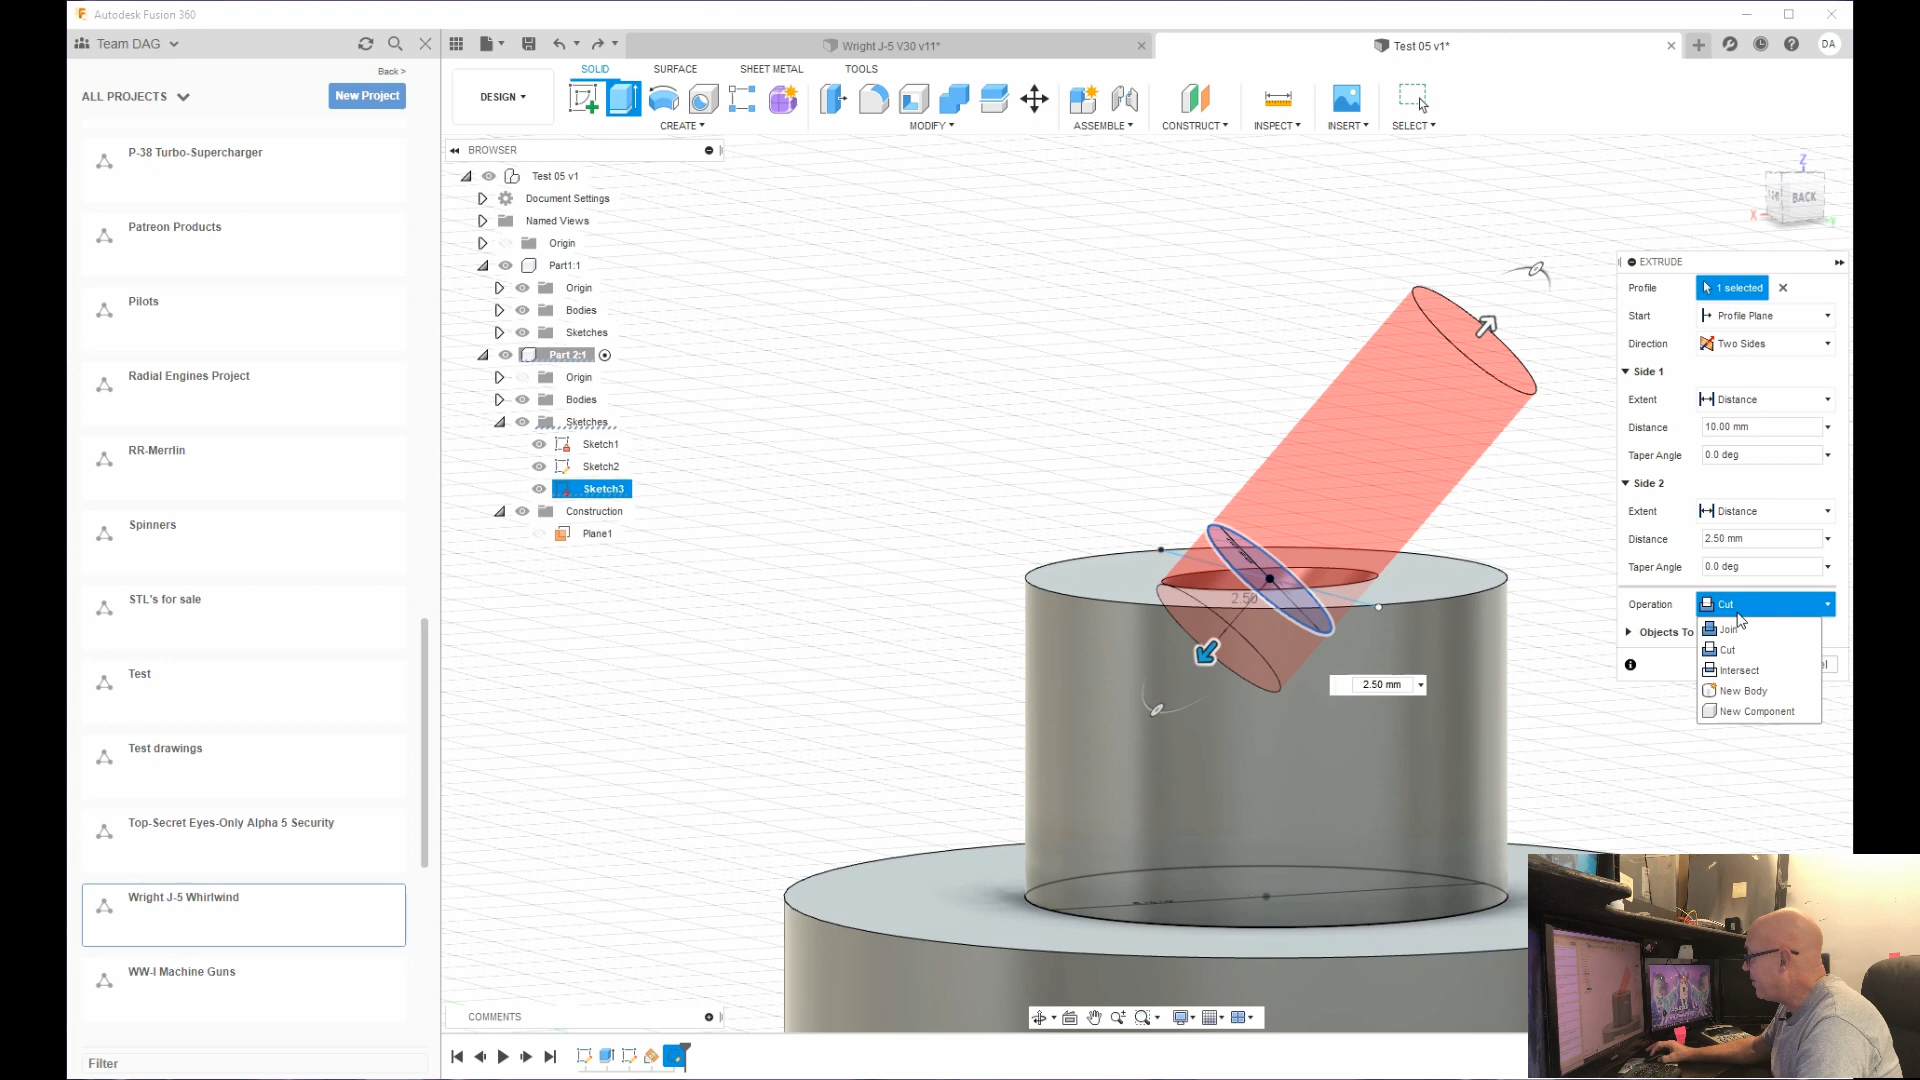 Autodesk Fusion 360
Team DAG
Wright J-5 V30 v11*
Test 05 v1*
DA
Back >
ALL PROJECTS
New Project
P-38 Turbo-Supercharger
Patreon Products
Pilots
Radial Engines Project
RR-Merrlin
Spinners
STL's for sale
Test
Test drawings
Top-Secret Eyes-Only Alpha 5 Security
Wright J-5 Whirlwind
WW-I Machine Guns
Filter
DESIGN
SOLID
SURFACE
SHEET METAL
TOOLS
CREATE
MODIFY
ASSEMBLE
CONSTRUCT
INSPECT
INSERT
SELECT
BROWSER
Test 05 v1
Document Settings
Named Views
Origin
Part1:1
Origin
Bodies
Sketches
Part 2:1
Origin
Bodies
Sketches
Sketch1
Sketch2
Sketch3
Construction
Plane1
COMMENTS
Z
BACK
X
Y
2.50
2.50 mm
EXTRUDE
Profile 1 selected
Start Profile Plane
Direction Two Sides
Side 1
Extent Distance
Distance 10.00 mm
Taper Angle 0.0 deg
Side 2
Extent Distance
Distance 2.50 mm
Taper Angle 0.0 deg
Operation Cut
Objects To
Join
Cut
Intersect
New Body
New Component